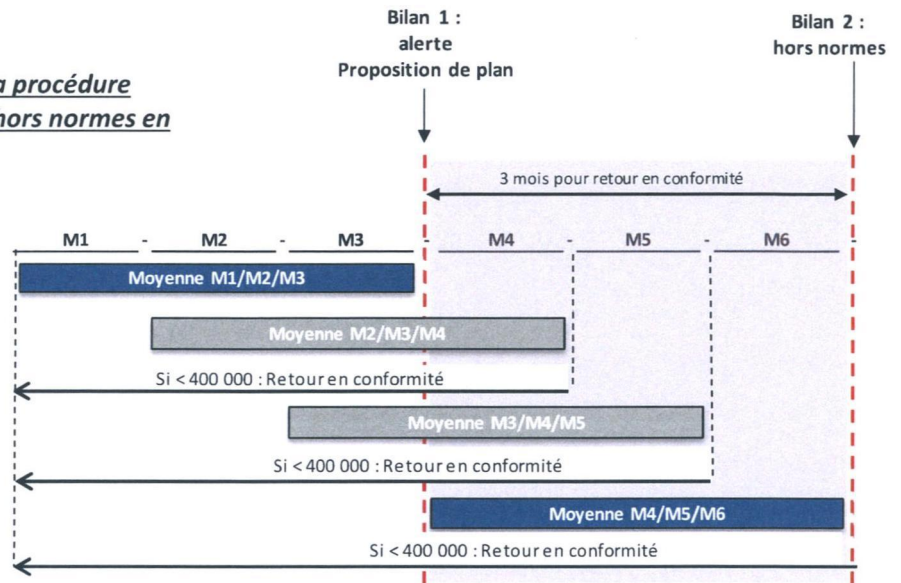 Bilan 1 :
alerte
Proposition de plan
Bilan 2 :
hors normes
procédure
hors normes en
3 mois pour retour en conformité
M1 - M2 - M3 - M4 - M5 - M6 -
Moyenne M1/M2/M3
Moyenne M2/M3/M4
Si < 400 000 : Retour en conformité
Moyenne M3/M4/M5
Si < 400 000 : Retour en conformité
Moyenne M4/M5/M6
Si < 400 000 : Retour en conformité